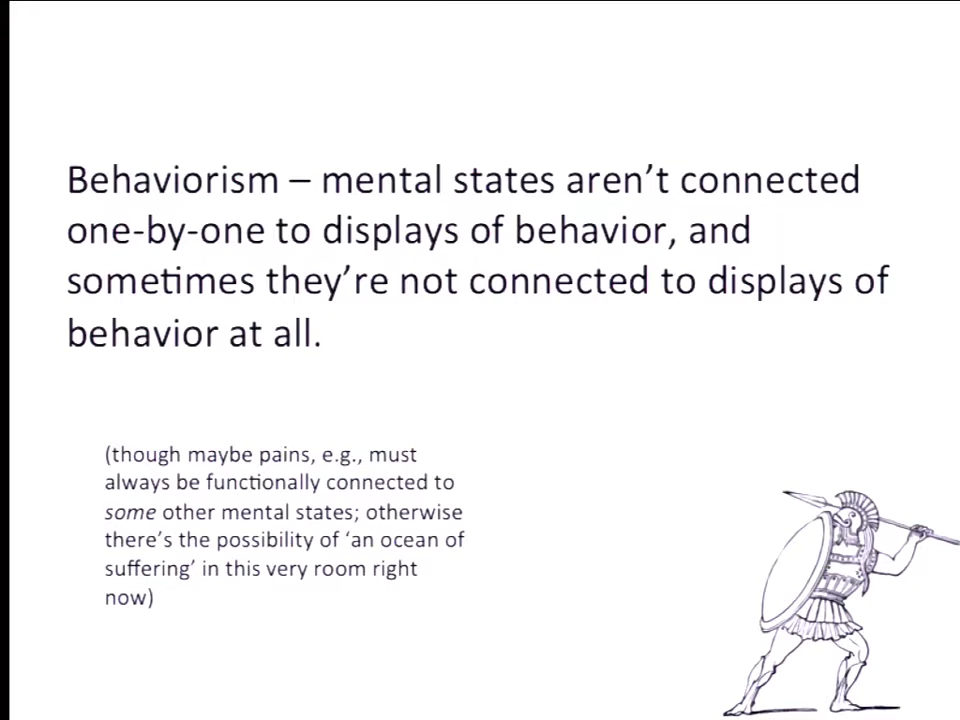 Behaviorism – mental states aren’t connected
one-by-one to displays of behavior, and
sometimes they’re not connected to displays of
behavior at all.
(though maybe pains, e.g., must
always be functionally connected to
some other mental states; otherwise
there’s the possibility of ‘an ocean of
suffering’ in this very room right
now)